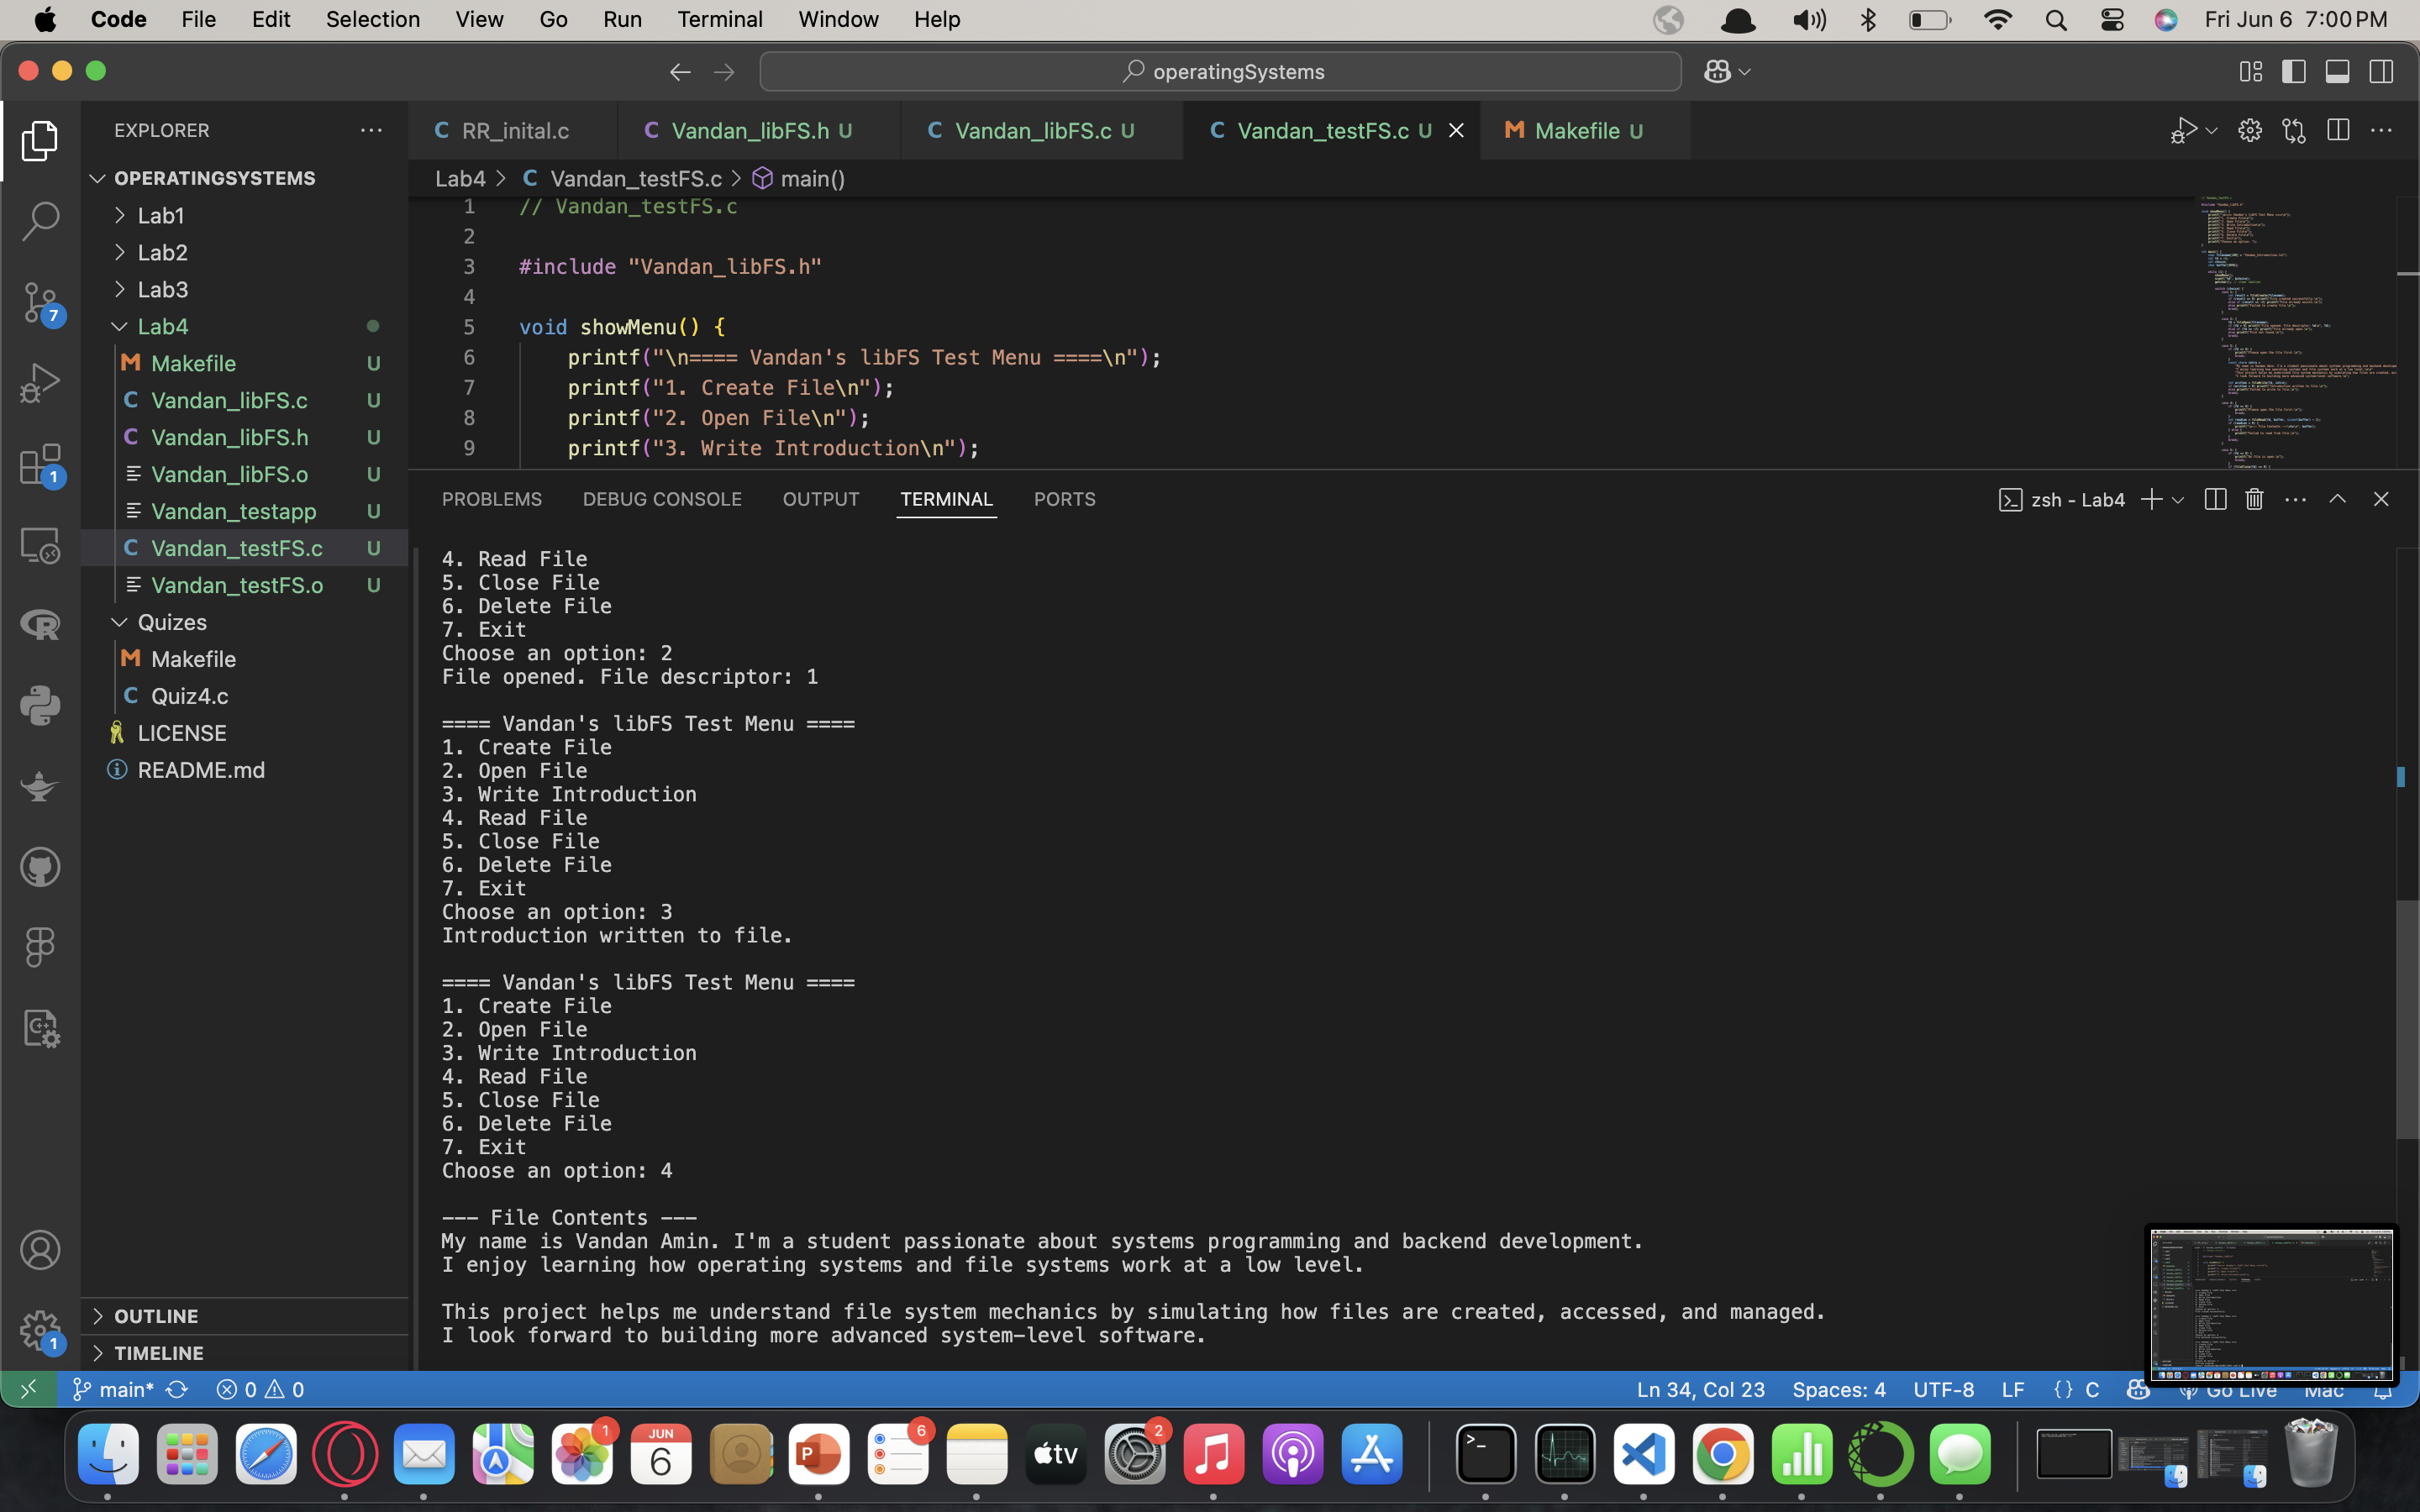 Code File Edit Selection View Go Run Terminal Window Help Fri Jun 6 7:00 PM
operatingSystems
EXPLORER
OPERATINGSYSTEMS
Lab1
Lab2
Lab3
Lab4
Makefile U
Vandan_libFS.c U
Vandan_libFS.h U
Vandan_libFS.o U
Vandan_testapp U
Vandan_testFS.c U
Vandan_testFS.o U
Quizes
Makefile
Quiz4.c
LICENSE
README.md
OUTLINE
TIMELINE
7
1
1
C RR_inital.c C Vandan_libFS.h U C Vandan_libFS.c U C Vandan_testFS.c U M Makefile U
Lab4 > C Vandan_testFS.c > main()
1 // Vandan_testFS.c
2
3 #include "Vandan_libFS.h"
4
5 void showMenu() {
6 printf("\n==== Vandan's libFS Test Menu ====\n");
7 printf("1. Create File\n");
8 printf("2. Open File\n");
9 printf("3. Write Introduction\n");
PROBLEMS DEBUG CONSOLE OUTPUT TERMINAL PORTS zsh - Lab4
4. Read File
5. Close File
6. Delete File
7. Exit
Choose an option: 2
File opened. File descriptor: 1
==== Vandan's libFS Test Menu ====
1. Create File
2. Open File
3. Write Introduction
4. Read File
5. Close File
6. Delete File
7. Exit
Choose an option: 3
Introduction written to file.
==== Vandan's libFS Test Menu ====
1. Create File
2. Open File
3. Write Introduction
4. Read File
5. Close File
6. Delete File
7. Exit
Choose an option: 4
--- File Contents ---
My name is Vandan Amin. I'm a student passionate about systems programming and backend development.
I enjoy learning how operating systems and file systems work at a low level.
This project helps me understand file system mechanics by simulating how files are created, accessed, and managed.
I look forward to building more advanced system-level software.
main* 0 0 Ln 34, Col 23 Spaces: 4 UTF-8 LF {} C Go Live Mac
1 JUN 6 P 6 tv 2 >_